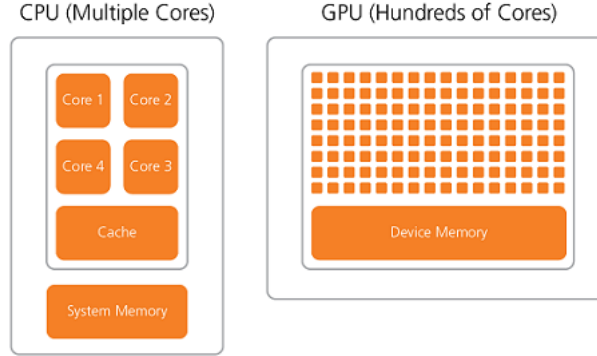 CPU (Multiple Cores)
GPU (Hundreds of Cores)
Core 1
Core 2
Core 4
Core 3
Cache
System Memory
Device Memory